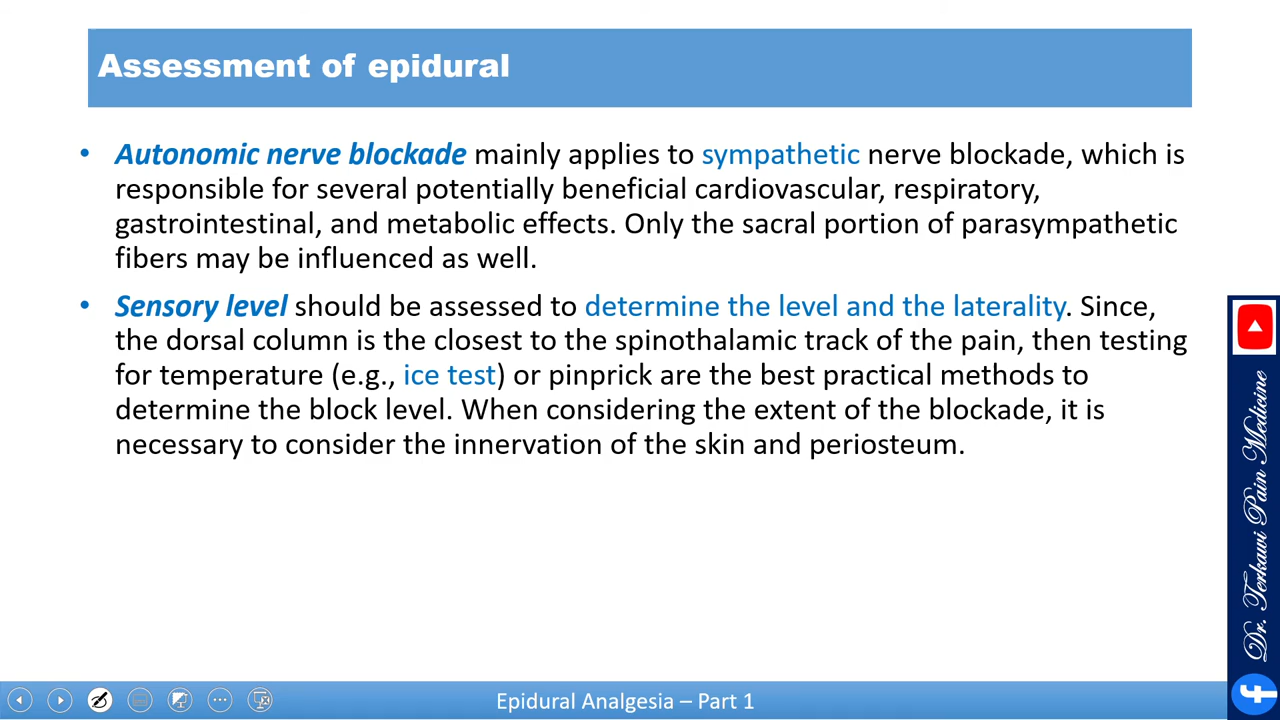 Assessment of epidural
• Autonomic nerve blockade mainly applies to sympathetic nerve blockade, which is
responsible for several potentially beneficial cardiovascular, respiratory,
gastrointestinal, and metabolic effects. Only the sacral portion of parasympathetic
fibers may be influenced as well.
• Sensory level should be assessed to determine the level and the laterality. Since,
the dorsal column is the closest to the spinothalamic track of the pain, then testing
for temperature (e.g., ice test) or pinprick are the best practical methods to
determine the block level. When considering the extent of the blockade, it is
necessary to consider the innervation of the skin and periosteum.
Dr. Terkawi Pain Medicine
Epidural Analgesia – Part 1